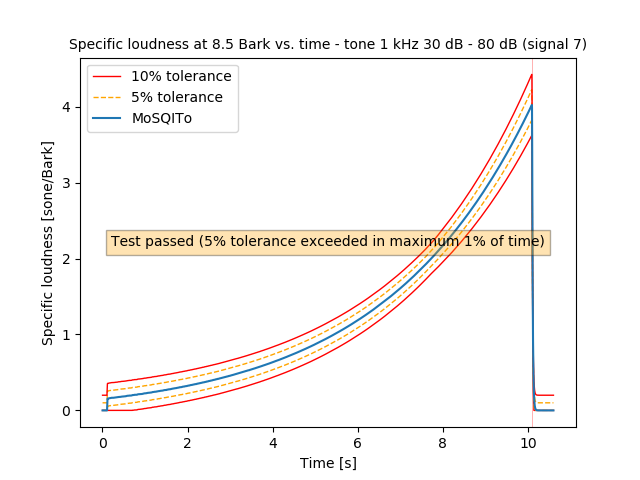 Specific loudness at 8.5 Bark vs. time - tone 1 kHz 30 dB - 80 dB (signal 7)
10% tolerance
5% tolerance
MoSQITo
Test passed (5% tolerance exceeded in maximum 1% of time)
Specific loudness [sone/Bark]
4
3
2
1
0
0 2 4 6 8 10
Time [s]